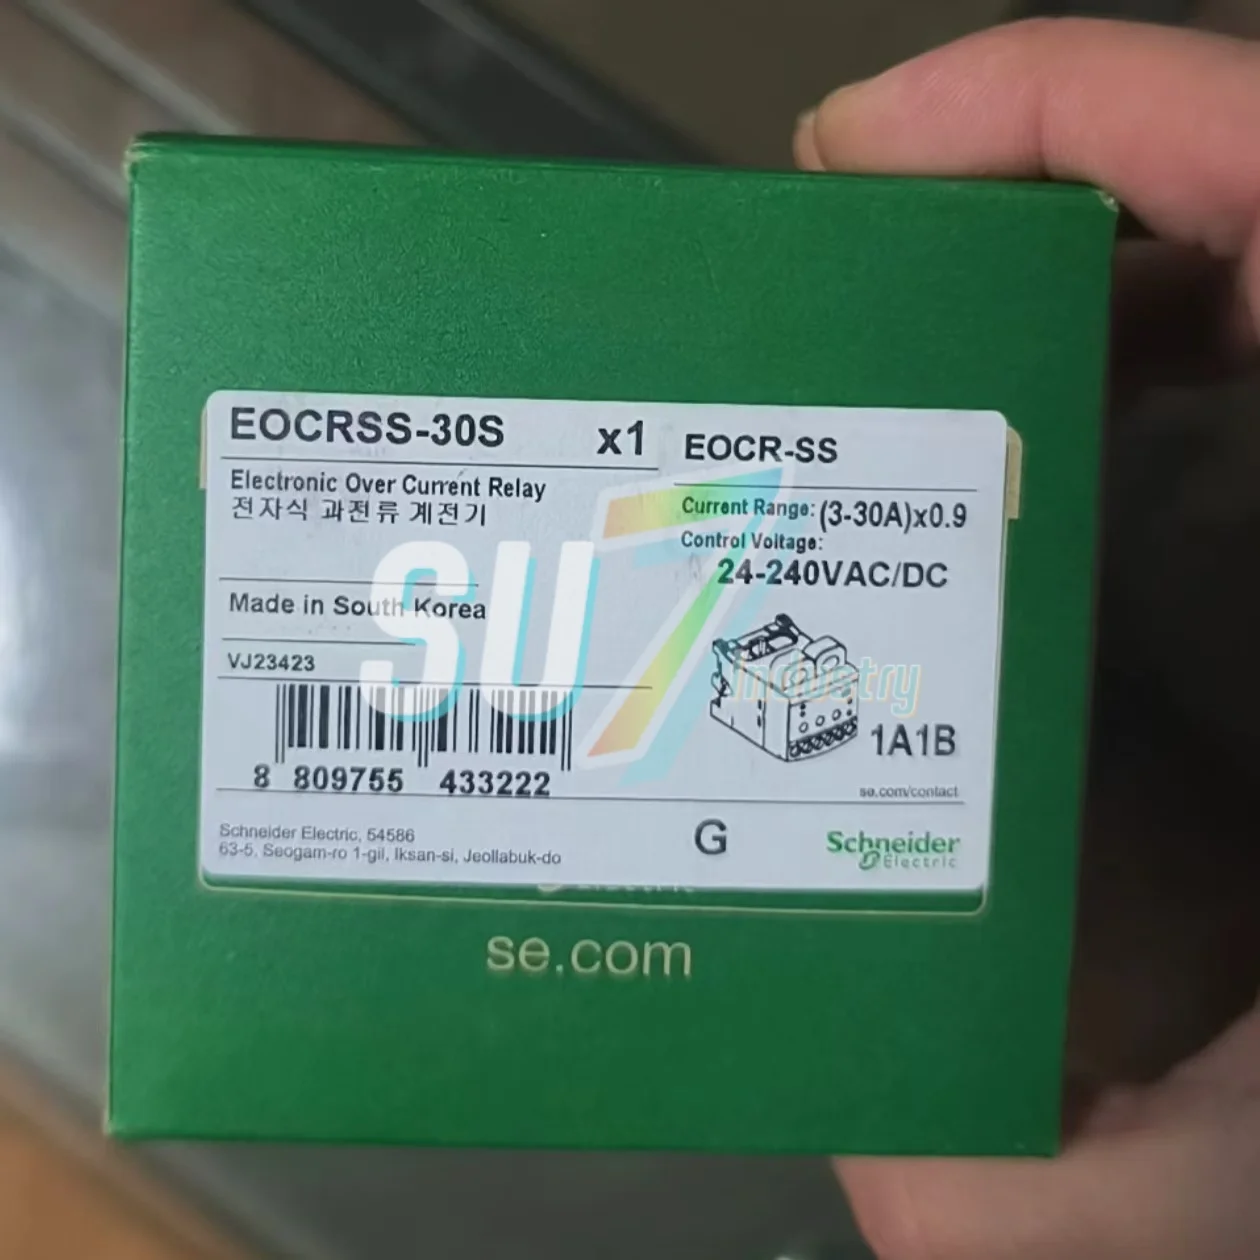 EOCRSS-30S x1
Electronic Over Current Relay
전자식 과전류 계전기
Made in South Korea
VJ23423
8 809755 433222
Schneider Electric, 54586
63-5, Seogam-ro 1-gil, Iksan-si, Jeollabuk-do
EOCR-SS
Current Range: (3-30A)x0.9
Control Voltage:
24-240VAC/DC
1A1B
se.com/contact
G
Schneider
Electric
SU7
Industry
se.com